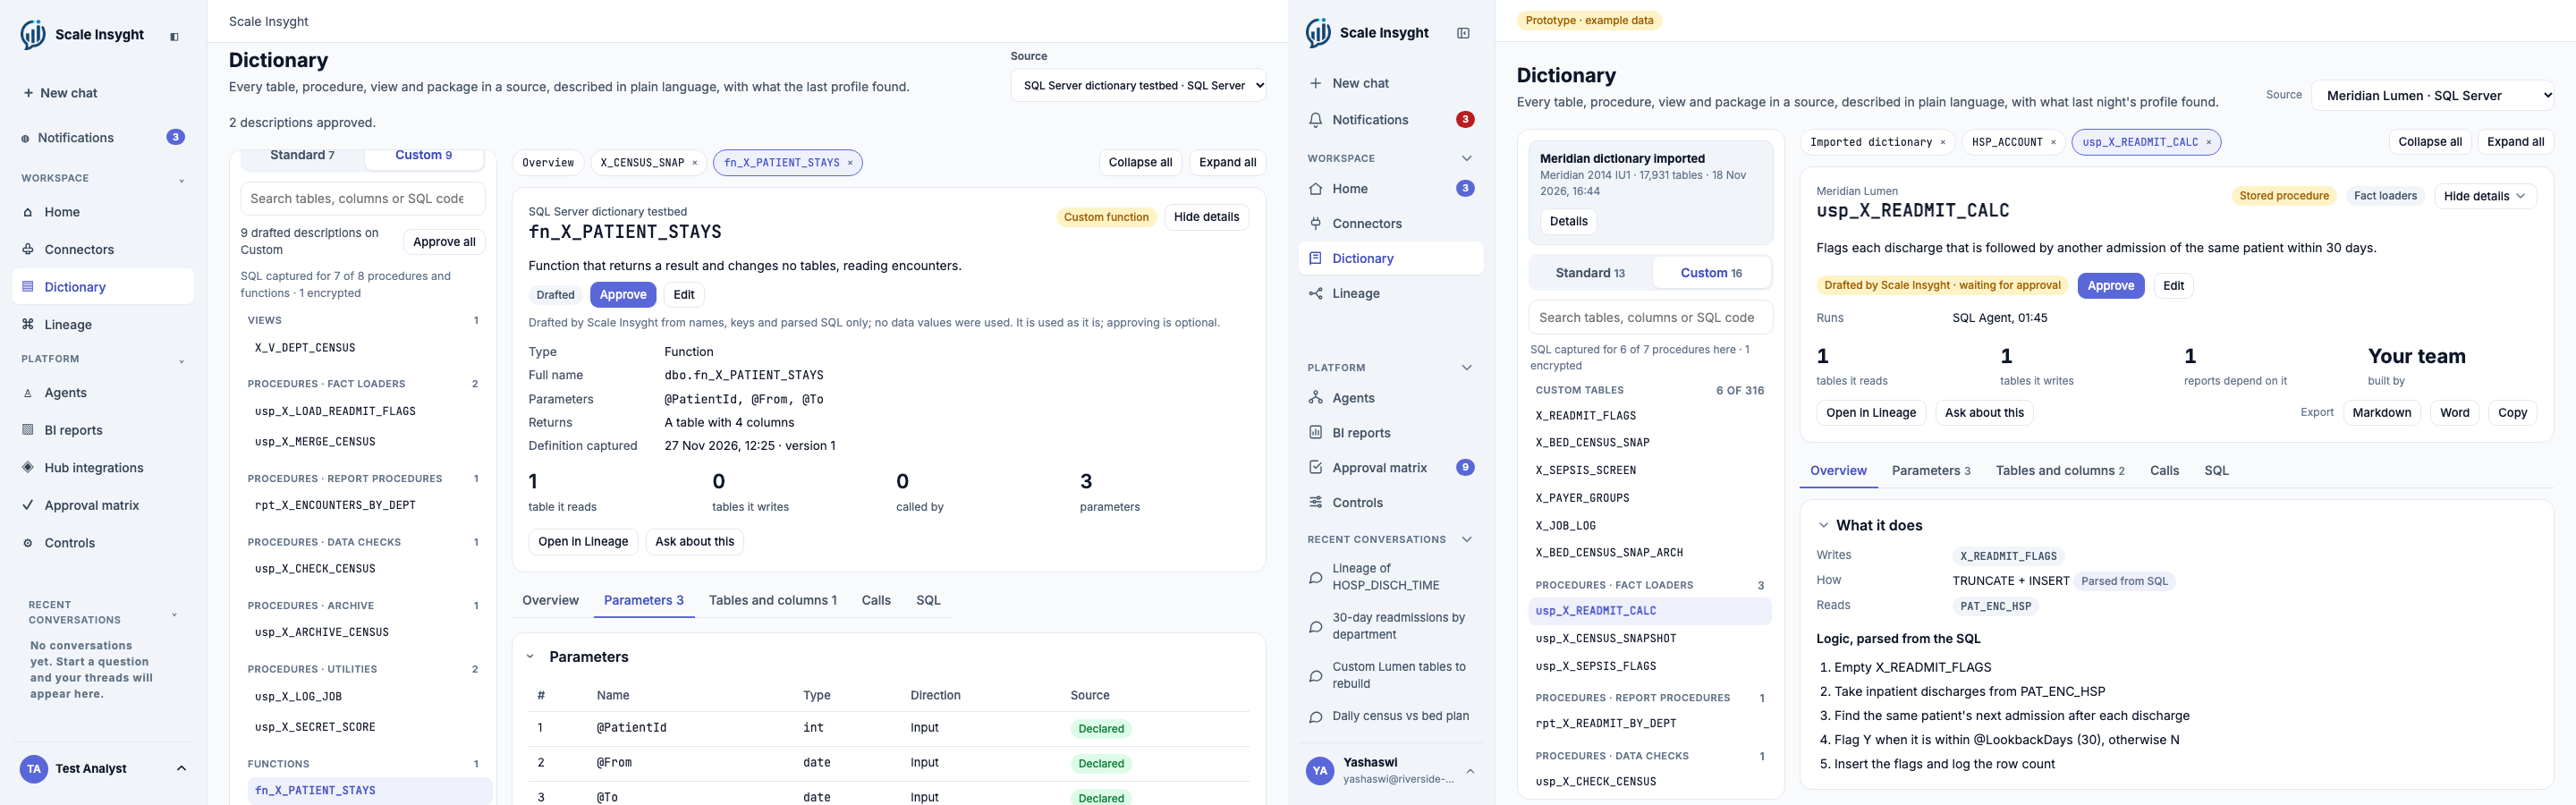 Scale Insyght
+ New chat
Notifications 3
WORKSPACE
Home
Connectors
Dictionary
Lineage
PLATFORM
Agents
BI reports
Hub integrations
Approval matrix
Controls
RECENT
CONVERSATIONS
No conversations
yet. Start a question
and your threads will
appear here.
TA Test Analyst
Scale Insyght
Dictionary
Every table, procedure, view and package in a source, described in plain language, with what the last profile found.
Source
SQL Server dictionary testbed · SQL Server
2 descriptions approved.
Standard 7 Custom 9
Search tables, columns or SQL code
9 drafted descriptions on
Custom
Approve all
SQL captured for 7 of 8 procedures and
functions · 1 encrypted
VIEWS 1
X_V_DEPT_CENSUS
PROCEDURES · FACT LOADERS 2
usp_X_LOAD_READMIT_FLAGS
usp_X_MERGE_CENSUS
PROCEDURES · REPORT PROCEDURES 1
rpt_X_ENCOUNTERS_BY_DEPT
PROCEDURES · DATA CHECKS 1
usp_X_CHECK_CENSUS
PROCEDURES · ARCHIVE 1
usp_X_ARCHIVE_CENSUS
PROCEDURES · UTILITIES 2
usp_X_LOG_JOB
usp_X_SECRET_SCORE
FUNCTIONS 1
fn_X_PATIENT_STAYS
Overview X_CENSUS_SNAP × fn_X_PATIENT_STAYS × Collapse all Expand all
SQL Server dictionary testbed
fn_X_PATIENT_STAYS
Custom function Hide details
Function that returns a result and changes no tables, reading encounters.
Drafted Approve Edit
Drafted by Scale Insyght from names, keys and parsed SQL only; no data values were used. It is used as it is; approving is optional.
Type Function
Full name dbo.fn_X_PATIENT_STAYS
Parameters @PatientId, @From, @To
Returns A table with 4 columns
Definition captured 27 Nov 2026, 12:25 · version 1
1 0 0 3
table it reads tables it writes called by parameters
Open in Lineage Ask about this
Overview Parameters 3 Tables and columns 1 Calls SQL
Parameters
# Name Type Direction Source
1 @PatientId int Input Declared
2 @From date Input Declared
3 @To date Input Declared
Scale Insyght
New chat
Notifications 3
WORKSPACE
Home 3
Connectors
Dictionary
Lineage
PLATFORM
Agents
BI reports
Approval matrix 9
Controls
RECENT CONVERSATIONS
Lineage of
HOSP_DISCH_TIME
30-day readmissions by
department
Custom Lumen tables to
rebuild
Daily census vs bed plan
YA Yashaswi
yashaswi@riverside-...
Prototype · example data
Dictionary
Every table, procedure, view and package in a source, described in plain language, with what last night's profile found.
Source Meridian Lumen · SQL Server
Meridian dictionary imported
Meridian 2014 IU1 · 17,931 tables · 18 Nov
2026, 16:44
Details
Standard 13 Custom 16
Search tables, columns or SQL code
SQL captured for 6 of 7 procedures here · 1
encrypted
CUSTOM TABLES 6 OF 316
X_READMIT_FLAGS
X_BED_CENSUS_SNAP
X_SEPSIS_SCREEN
X_PAYER_GROUPS
X_JOB_LOG
X_BED_CENSUS_SNAP_ARCH
PROCEDURES · FACT LOADERS 3
usp_X_READMIT_CALC
usp_X_CENSUS_SNAPSHOT
usp_X_SEPSIS_FLAGS
PROCEDURES · REPORT PROCEDURES 1
rpt_X_READMIT_BY_DEPT
PROCEDURES · DATA CHECKS 1
usp_X_CHECK_CENSUS
Imported dictionary × HSP_ACCOUNT × usp_X_READMIT_CALC × Collapse all Expand all
Meridian Lumen
usp_X_READMIT_CALC
Stored procedure Fact loaders Hide details
Flags each discharge that is followed by another admission of the same patient within 30 days.
Drafted by Scale Insyght · waiting for approval Approve Edit
Runs SQL Agent, 01:45
1 1 1 Your team
tables it reads tables it writes reports depend on it built by
Open in Lineage Ask about this Export Markdown Word Copy
Overview Parameters 3 Tables and columns 2 Calls SQL
What it does
Writes X_READMIT_FLAGS
How TRUNCATE + INSERT Parsed from SQL
Reads PAT_ENC_HSP
Logic, parsed from the SQL
1. Empty X_READMIT_FLAGS
2. Take inpatient discharges from PAT_ENC_HSP
3. Find the same patient's next admission after each discharge
4. Flag Y when it is within @LookbackDays (30), otherwise N
5. Insert the flags and log the row count